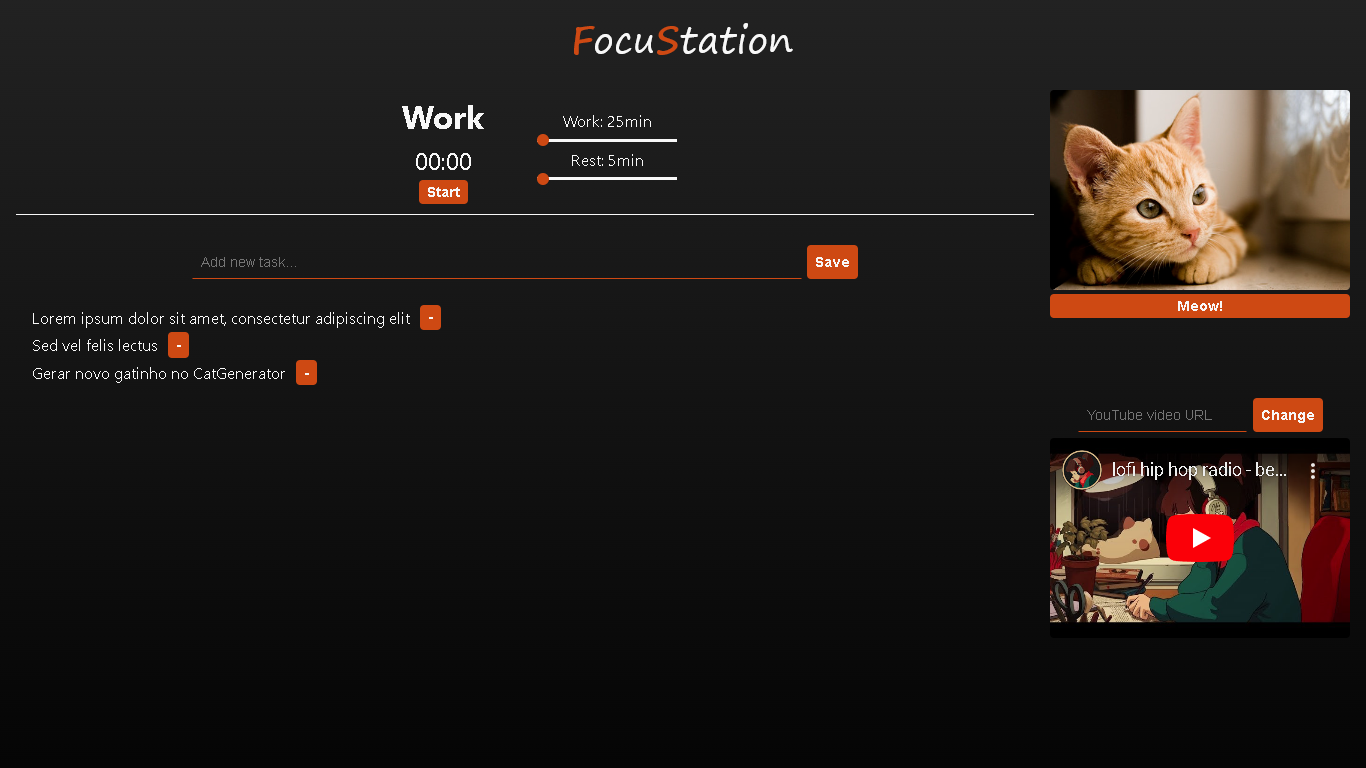 FocuStation
Work
00:00
Start
Work: 25min
Rest: 5min
Add new task...
Save
Lorem ipsum dolor sit amet, consectetur adipiscing elit -
Sed vel felis lectus -
Gerar novo gatinho no CatGenerator -
Meow!
YouTube video URL
Change
lofi hip hop radio - be...